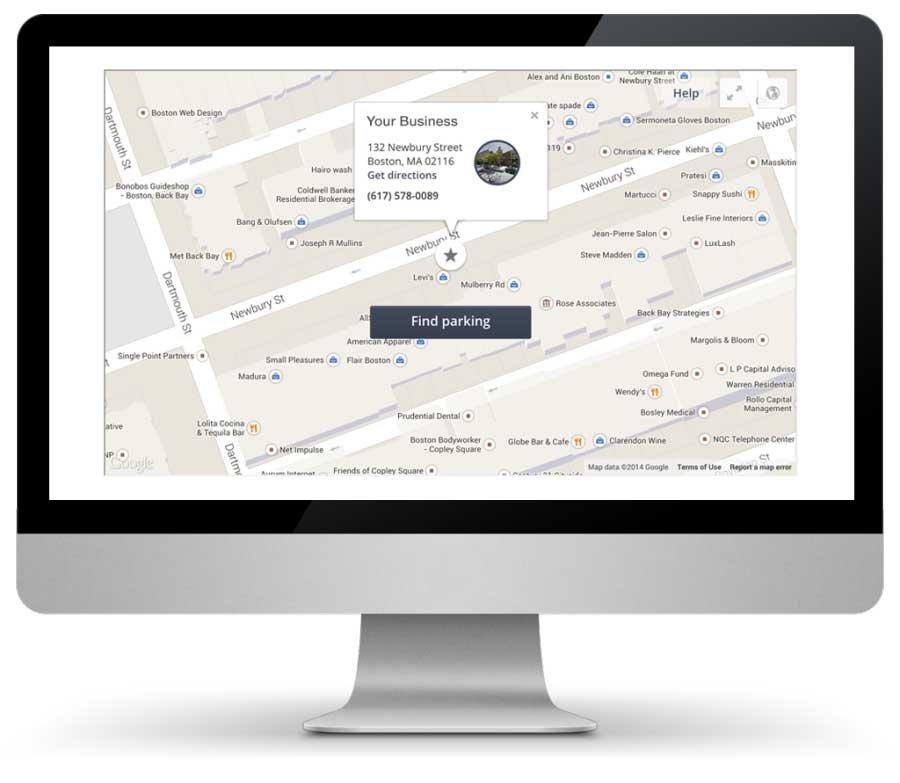 Alex and Ani Boston
Cole Haan at
Newbury Street
Help
Boston Web Design
Dartmouth St
ate spade
Sermoneta Gloves Boston
Newbury
Your Business
132 Newbury Street
Boston, MA 02116
Get directions
(617) 578-0089
119
Christina K. Pierce
Kiehl's
Masskitin
Hairo wash
Newbury St
Pratesi
Bonobos Guideshop
- Boston, Back Bay
Coldwell Banker
Residential Brokerage
Martucci
Snappy Sushi
Bang & Olufsen
Leslie Fine Interiors
Joseph R Mullins
Newbury St
Jean-Pierre Salon
LuxLash
Met Back Bay
Steve Madden
Levi's
Mulberry Rd
Dartmouth St
Newbury St
Rose Associates
Find parking
Back Bay Strategies
American Apparel
Margolis & Bloom
Single Point Partners
Small Pleasures
Flair Boston
Madura
Omega Fund
L P Capital Adviso
Warren Residential
Wendy's
Rollo Capital
Management
Bosley Medical
Prudential Dental
Lolita Cocina
& Tequila Bar
ative
Boston Bodyworker
- Copley Square
Globe Bar & Cafe
Clarendon Wine
NQC Telephone Center
Net Impulse
Dartm
NP
Google
Friends of Copley Square
Map data ©2014 Google
Terms of Use
Report a map error